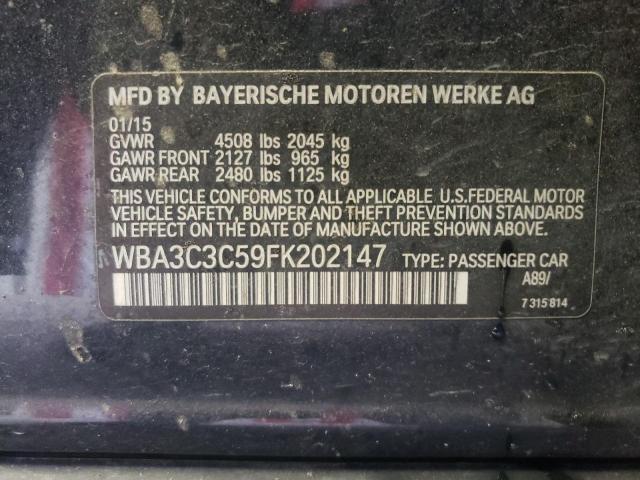 MFD BY BAYERISCHE MOTOREN WERKE AG
01/15
GVWR 4508 lbs 2045 kg
GAWR FRONT 2127 lbs 965 kg
GAWR REAR 2480 lbs 1125 kg
THIS VEHICLE CONFORMS TO ALL APPLICABLE U.S.FEDERAL MOTOR
VEHICLE SAFETY, BUMPER AND THEFT PREVENTION STANDARDS
IN EFFECT ON THE DATE OF MANUFACTURE SHOWN ABOVE.
WBA3C3C59FK202147 TYPE: PASSENGER CAR
A89/
7 315 814